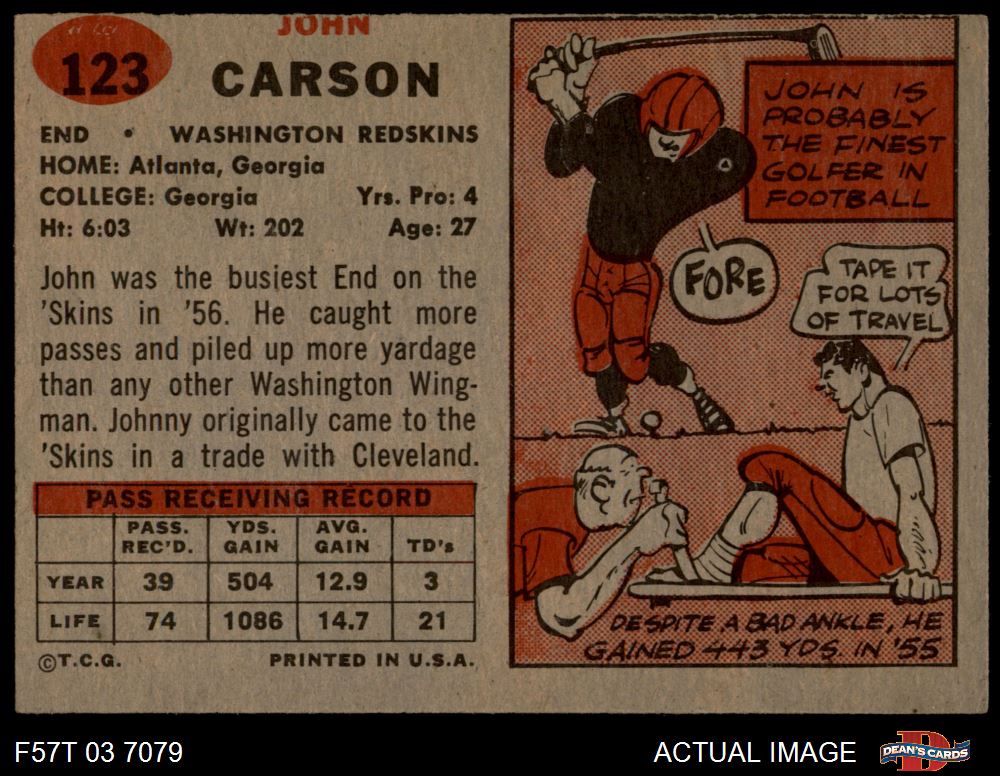 123
JOHN
CARSON
END • WASHINGTON REDSKINS
HOME: Atlanta, Georgia
COLLEGE: Georgia Yrs. Pro: 4
Ht: 6:03 Wt: 202 Age: 27
John was the busiest End on the
'Skins in '56. He caught more
passes and piled up more yardage
than any other Washington Wing-
man. Johnny originally came to the
'Skins in a trade with Cleveland.
PASS RECEIVING RECORD
PASS. REC'D. YDS. GAIN AVG. GAIN TD's
YEAR 39 504 12.9 3
LIFE 74 1086 14.7 21
©T.C.G. PRINTED IN U.S.A.
JOHN IS
PROBABLY
THE FINEST
GOLFER IN
FOOTBALL
FORE
TAPE IT
FOR LOTS
OF TRAVEL
DESPITE A BAD ANKLE, HE
GAINED 443 YDS. IN '55
F57T 03 7079 ACTUAL IMAGE
D
DEAN'S CARDS